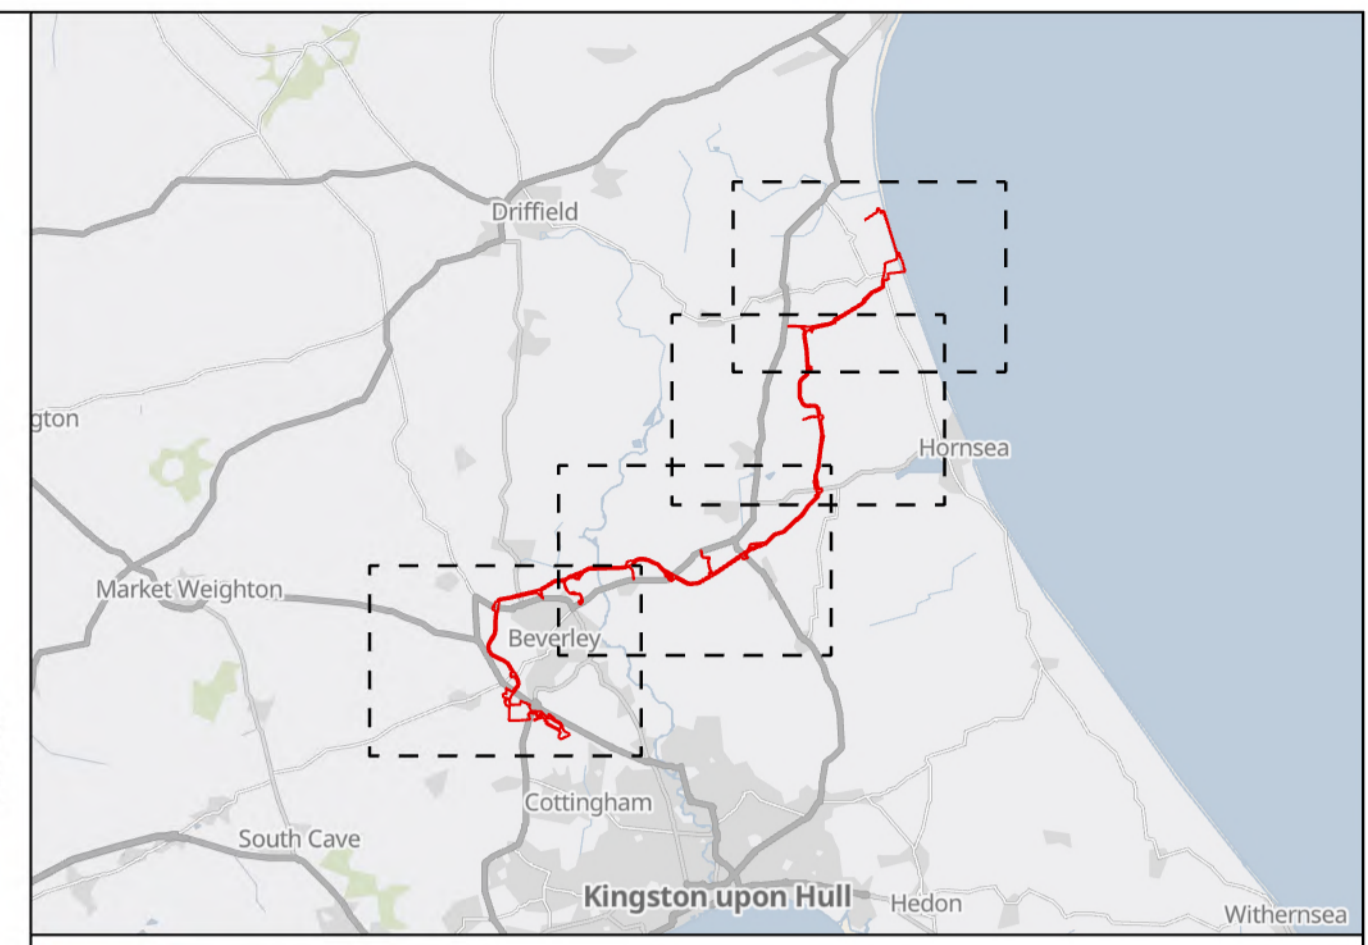 Driffield
gton
Hornsea
Market Weighton
Beverley
Cottingham
South Cave
Kingston upon Hull
Hedon
Withernsea